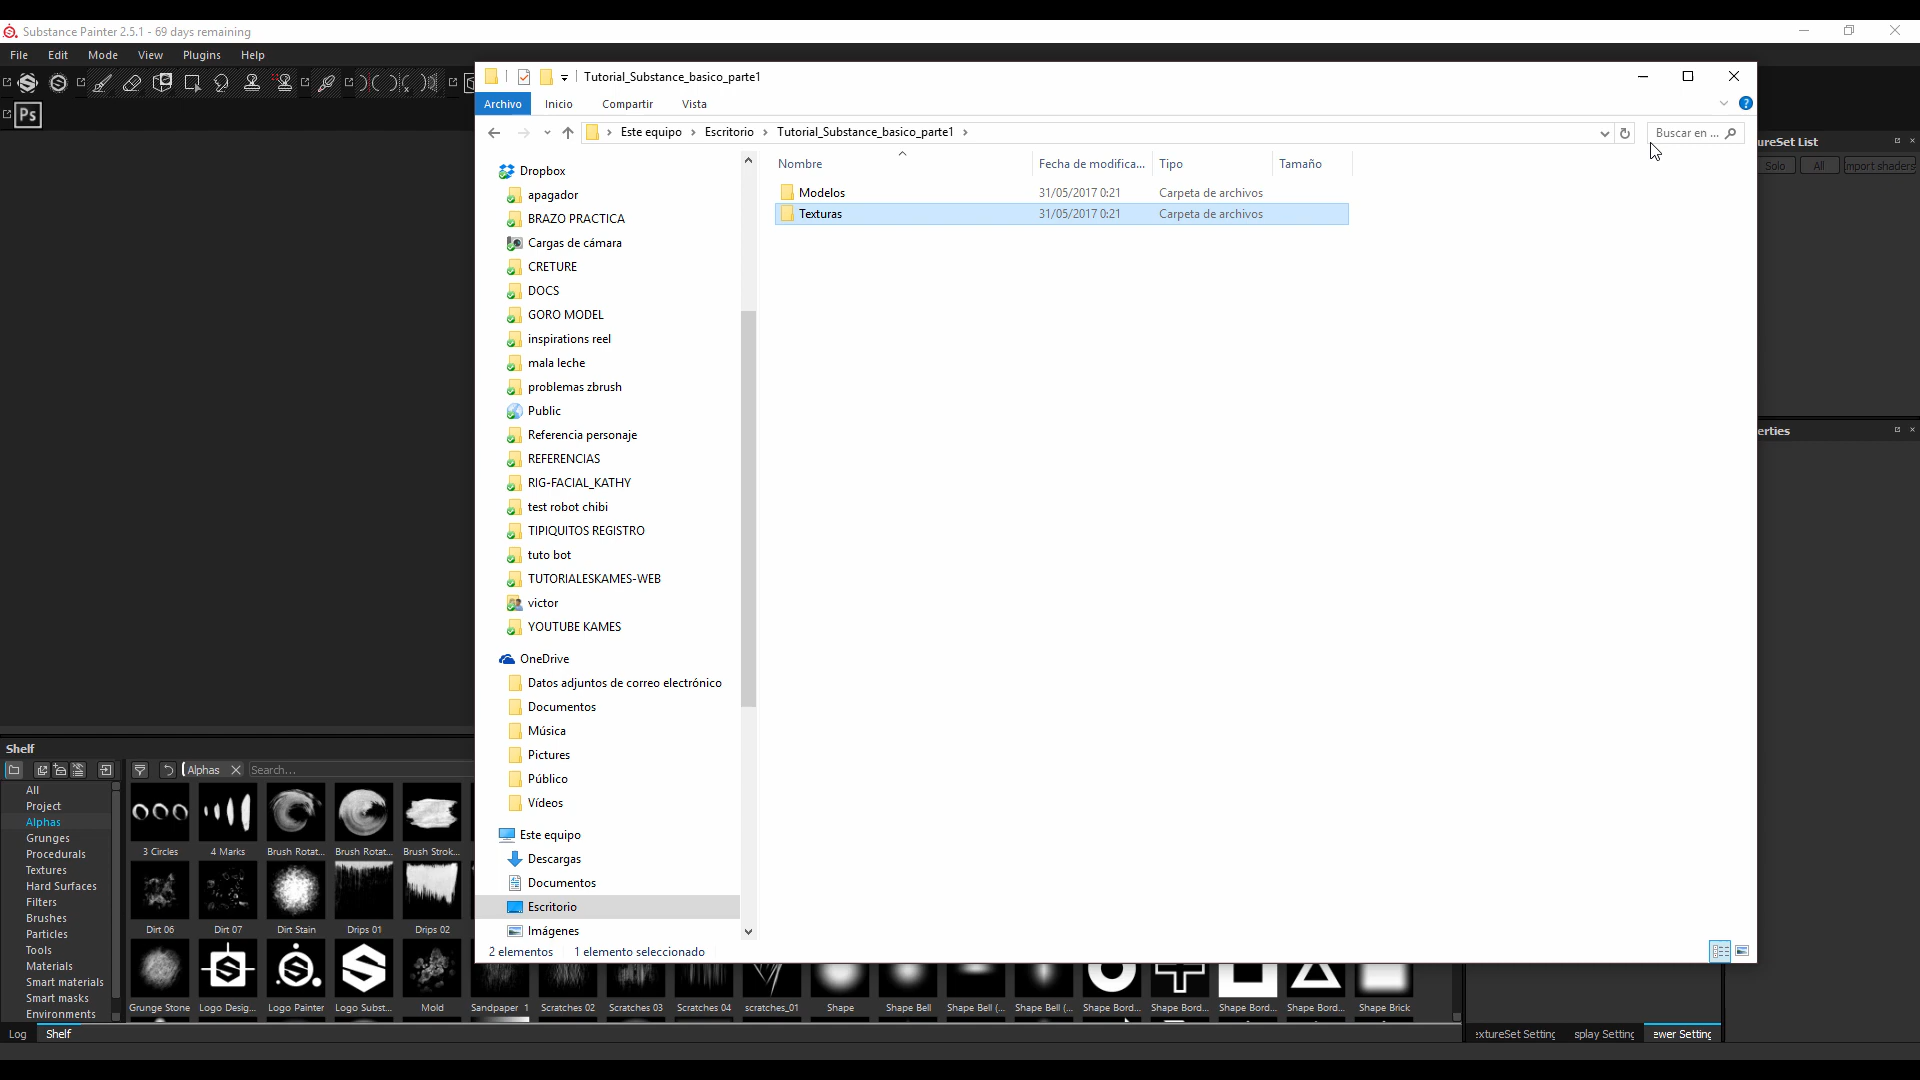 Substance Painter 2.5.1 - 69 days remaining
File Edit Mode View Plugins Help
Ps
Tutorial_Substance_basico_parte1
Archivo Inicio Compartir Vista
Este equipo Escritorio Tutorial_Substance_basico_parte1
Buscar en ...
Nombre Fecha de modifica... Tipo Tamaño
Modelos 31/05/2017 0:21 Carpeta de archivos
Texturas 31/05/2017 0:21 Carpeta de archivos
Dropbox
apagador
BRAZO PRACTICA
Cargas de cámara
CRETURE
DOCS
GORO MODEL
inspirations reel
mala leche
problemas zbrush
Public
Referencia personaje
REFERENCIAS
RIG-FACIAL_KATHY
test robot chibi
TIPIQUITOS REGISTRO
tuto bot
TUTORIALESKAMES-WEB
victor
YOUTUBE KAMES
OneDrive
Datos adjuntos de correo electrónico
Documentos
Música
Pictures
Público
Vídeos
Este equipo
Descargas
Documentos
Escritorio
Imágenes
2 elementos 1 elemento seleccionado
ureSet List
Solo All mport shaders
erties
Shelf
Alphas Search...
All
Project
Alphas
Grunges
Procedurals
Textures
Hard Surfaces
Filters
Brushes
Particles
Tools
Materials
Smart materials
Smart masks
Environments
3 Circles 4 Marks Brush Rotat... Brush Rotat... Brush Strok...
Dirt 06 Dirt 07 Dirt Stain Drips 01 Drips 02
Grunge Stone Logo Desig... Logo Painter Logo Subst... Mold Sandpaper 1 Scratches 02 Scratches 03 Scratches 04 scratches_01 Shape Shape Bell Shape Bell (... Shape Bell (... Shape Bord... Shape Bord... Shape Bord... Shape Bord... Shape Brick
Log Shelf
extureSet Setting splay Setting ewer Setting